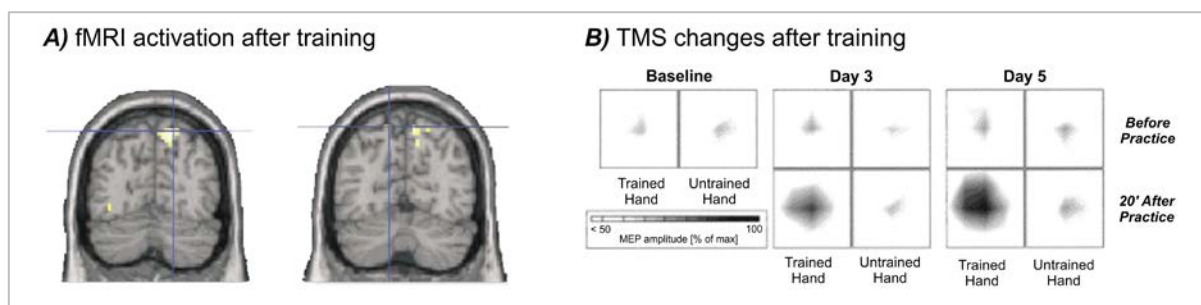 A) fMRI activation after training
B) TMS changes after training
Baseline
Day 3
Day 5
Before
Practice
Trained
Hand
Untrained
Hand
< 50
100
MEP amplitude [% of max]
20' After
Practice
Trained
Hand
Untrained
Hand
Trained
Hand
Untrained
Hand